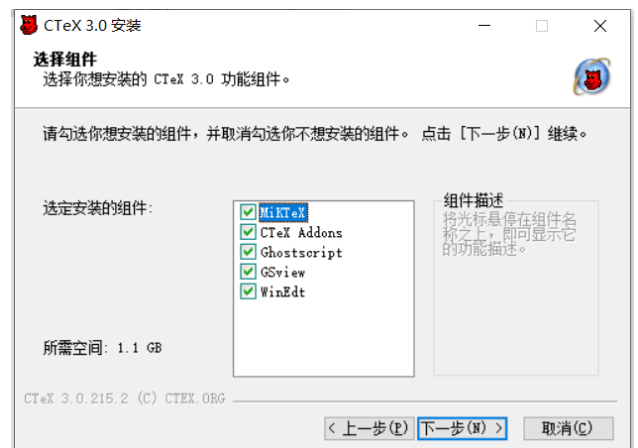 CTeX 3.0 安装
选择组件
选择你想安装的 CTeX 3.0 功能组件。
请勾选你想安装的组件，并取消勾选你不想安装的组件。 点击 [下一步(N)] 继续。
选定安装的组件:
MiKTeX
CTeX Addons
Ghostscript
GSview
WinEdt
组件描述
将光标悬停在组件名
称之上，即可显示它
的功能描述。
所需空间: 1.1 GB
CTeX 3.0.215.2 (C) CTEX.ORG
< 上一步(P)
下一步(N) >
取消(C)